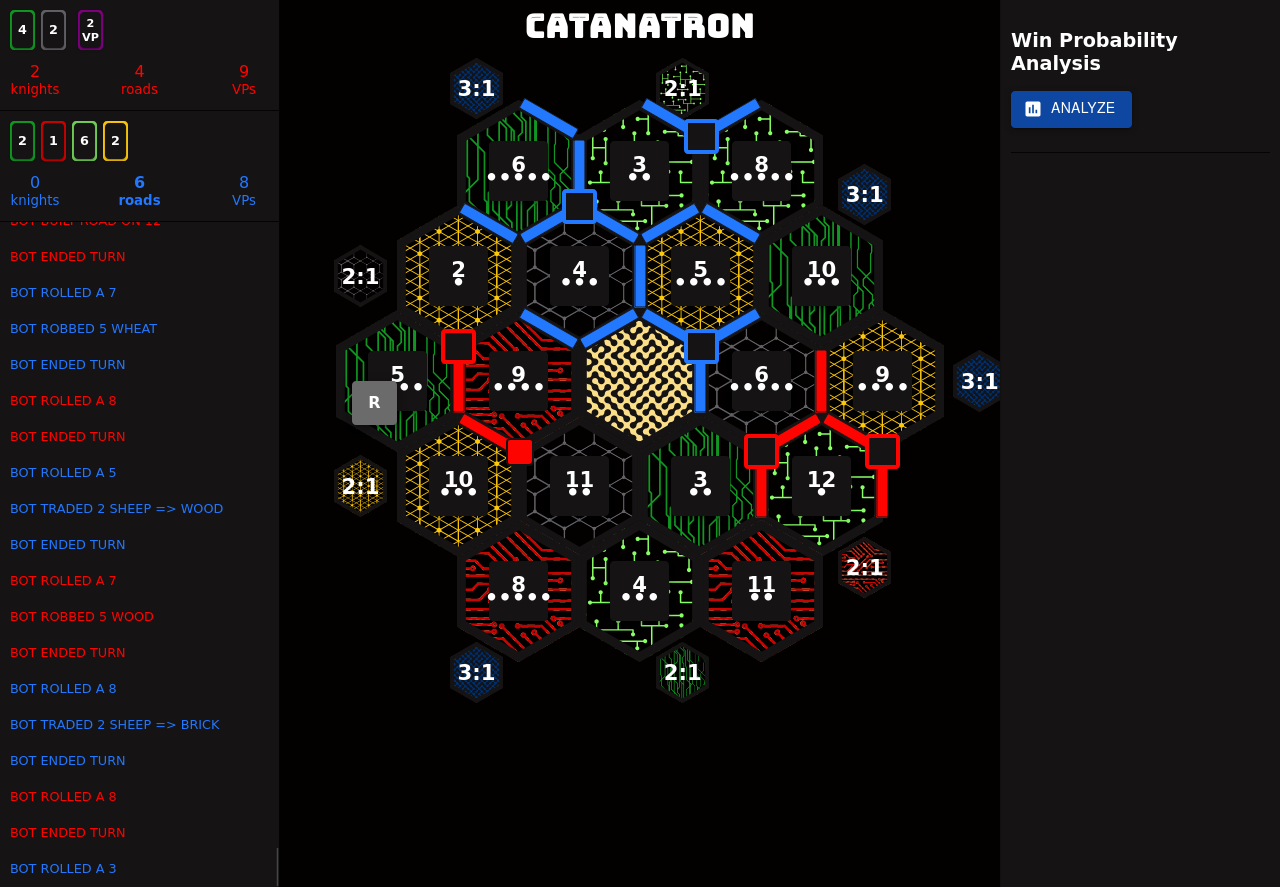 CATANATRON
4 2 2 VP
2 4 9
knights roads VPs
2 1 6 2
0 6 8
knights roads VPs
BOT BUILT ROAD ON 12
BOT ENDED TURN
BOT ROLLED A 7
BOT ROBBED 5 WHEAT
BOT ENDED TURN
BOT ROLLED A 8
BOT ENDED TURN
BOT ROLLED A 5
BOT TRADED 2 SHEEP => WOOD
BOT ENDED TURN
BOT ROLLED A 7
BOT ROBBED 5 WOOD
BOT ENDED TURN
BOT ROLLED A 8
BOT TRADED 2 SHEEP => BRICK
BOT ENDED TURN
BOT ROLLED A 8
BOT ENDED TURN
BOT ROLLED A 3
3:1 2:1
6 3 8
3:1
2:1 2 4 5 10
5 9 6 9 3:1
R
2:1 10 11 3 12
2:1
8 4 11
3:1 2:1
Win Probability
Analysis
ANALYZE